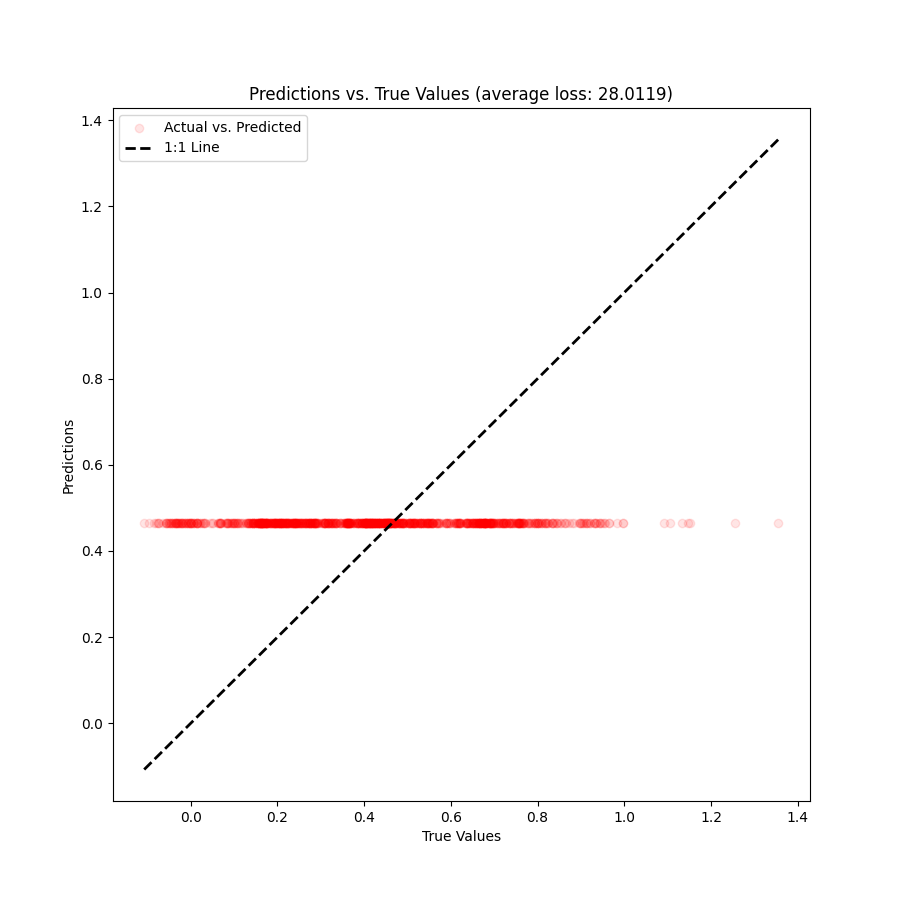 Predictions vs. True Values (average loss: 28.0119)
Actual vs. Predicted
1:1 Line
1.4
1.2
1.0
0.8
0.6
0.4
0.2
0.0
Predictions
0.0 0.2 0.4 0.6 0.8 1.0 1.2 1.4
True Values